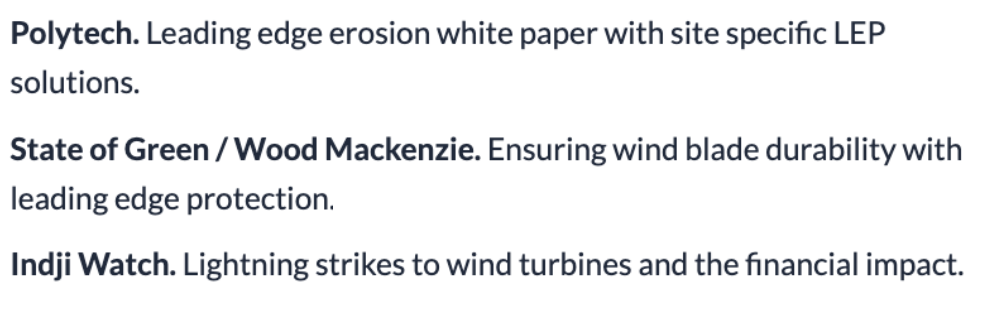 Polytech. Leading edge erosion white paper with site specific LEP
solutions.
State of Green / Wood Mackenzie. Ensuring wind blade durability with
leading edge protection.
Indji Watch. Lightning strikes to wind turbines and the financial impact.